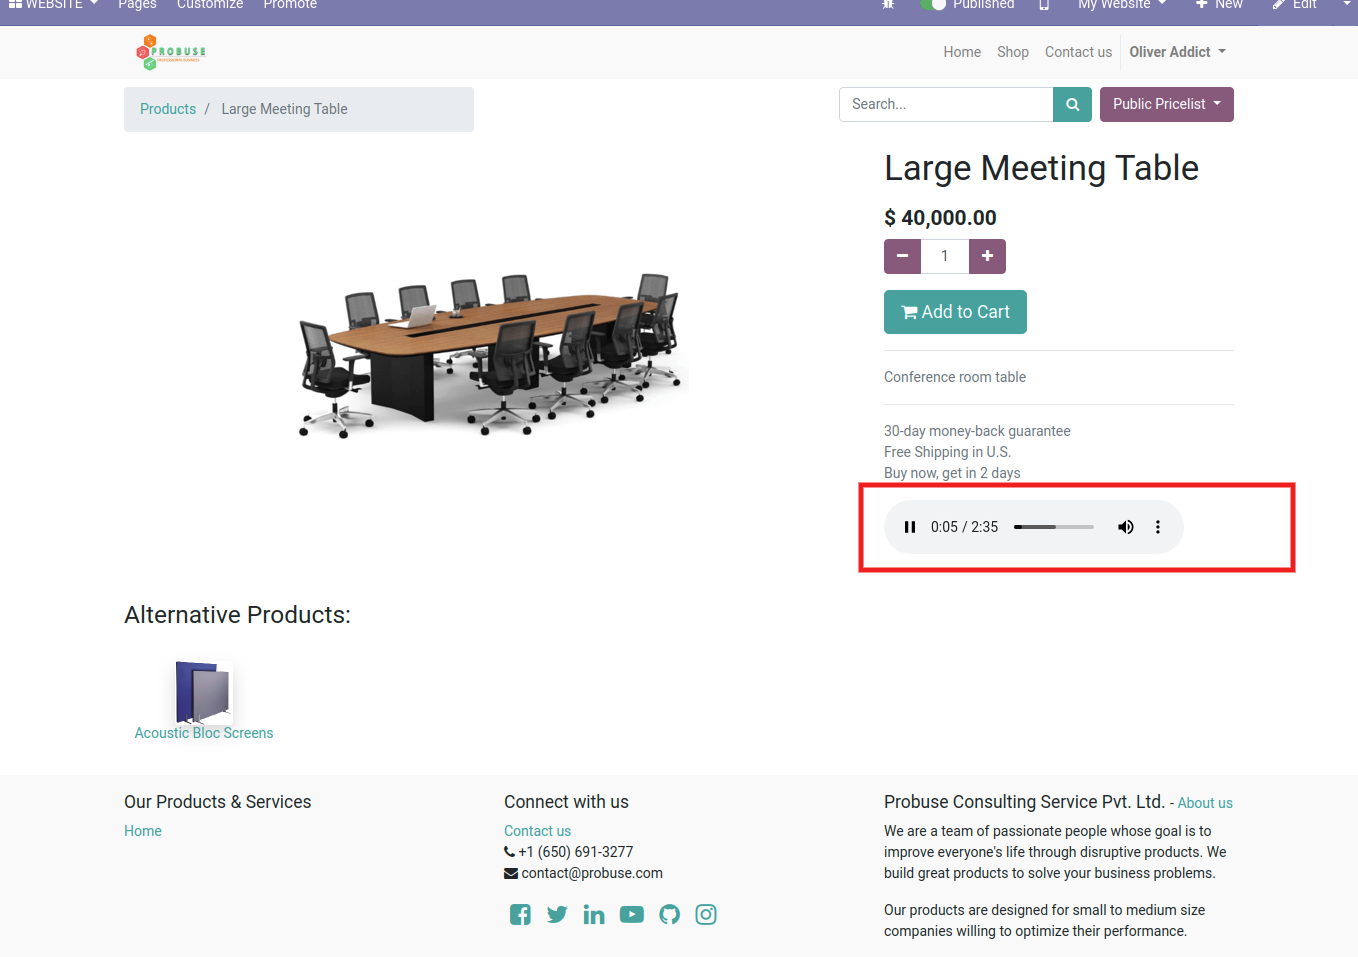 WEBSITE Pages Customize Promote Published My Website New Edit
PROBUSE
Home Shop Contact us Oliver Addict
Products / Large Meeting Table
Search...
Public Pricelist
Large Meeting Table
$ 40,000.00
1
Add to Cart
Conference room table
30-day money-back guarantee
Free Shipping in U.S.
Buy now, get in 2 days
0:05 / 2:35
Alternative Products:
Acoustic Bloc Screens
Our Products & Services
Home
Connect with us
Contact us
+1 (650) 691-3277
contact@probuse.com
Probuse Consulting Service Pvt. Ltd. - About us
We are a team of passionate people whose goal is to
improve everyone's life through disruptive products. We
build great products to solve your business problems.
Our products are designed for small to medium size
companies willing to optimize their performance.